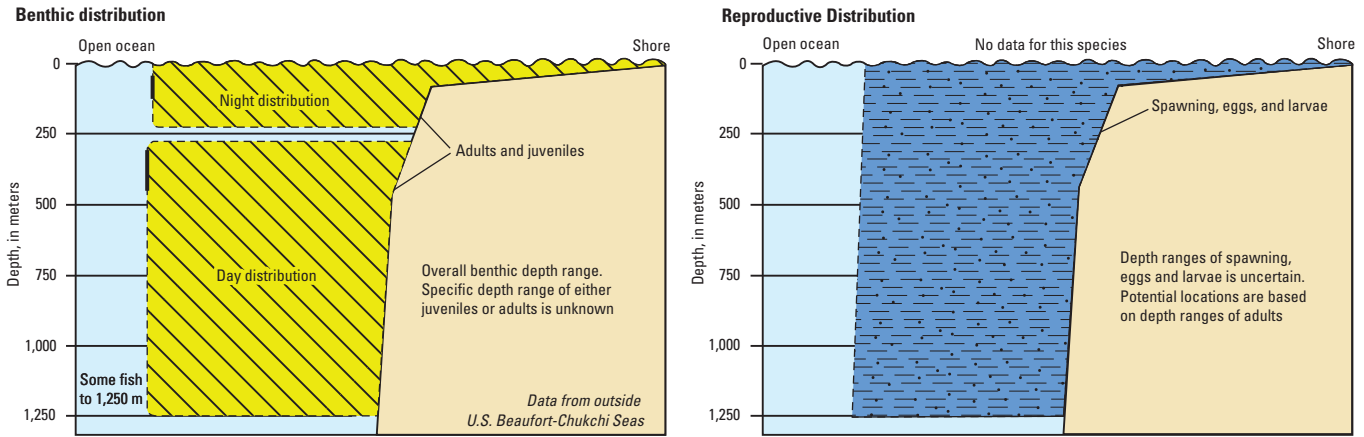 Benthic distribution
Open ocean
Shore
0
250
500
750
1,000
1,250
Depth, in meters
Night distribution
Adults and juveniles
Day distribution
Overall benthic depth range.
Specific depth range of either
juveniles or adults is unknown
Some fish
to 1,250 m
Data from outside
U.S. Beaufort-Chukchi Seas
Reproductive Distribution
Open ocean
No data for this species
Shore
0
250
500
750
1,000
1,250
Depth, in meters
Spawning, eggs, and larvae
Depth ranges of spawning,
eggs and larvae is uncertain.
Potential locations are based
on depth ranges of adults